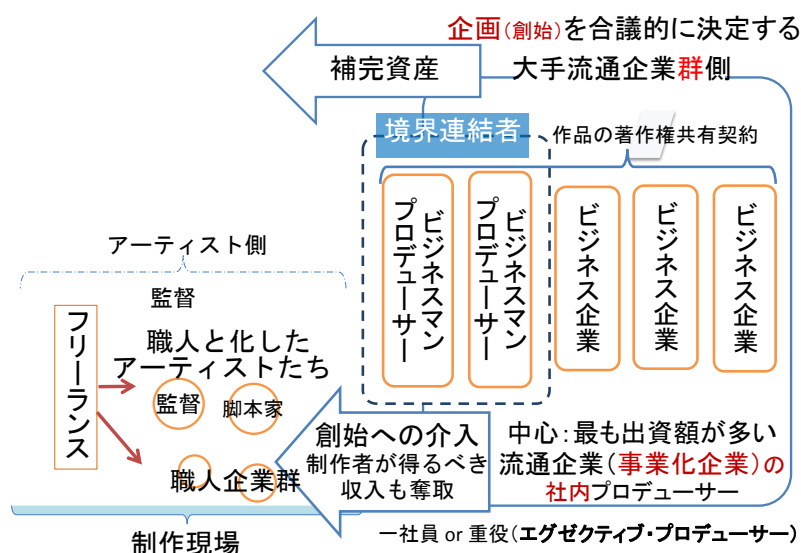 企画(創始)を合議的に決定する
補完資産
大手流通企業群側
境界連結者
作品の著作権共有契約
ビジネスマン
プロデューサー
ビジネスマン
プロデューサー
ビジネス企業
ビジネス企業
ビジネス企業
アーティスト側
監督
フリーランス
職人と化した
アーティストたち
監督
脚本家
職人企業群
制作現場
創始への介入
制作者が得るべき
収入も奪取
中心：最も出資額が多い
流通企業(事業化企業)の
社内プロデューサー
一社員 or 重役(エグゼクティブ・プロデューサー)